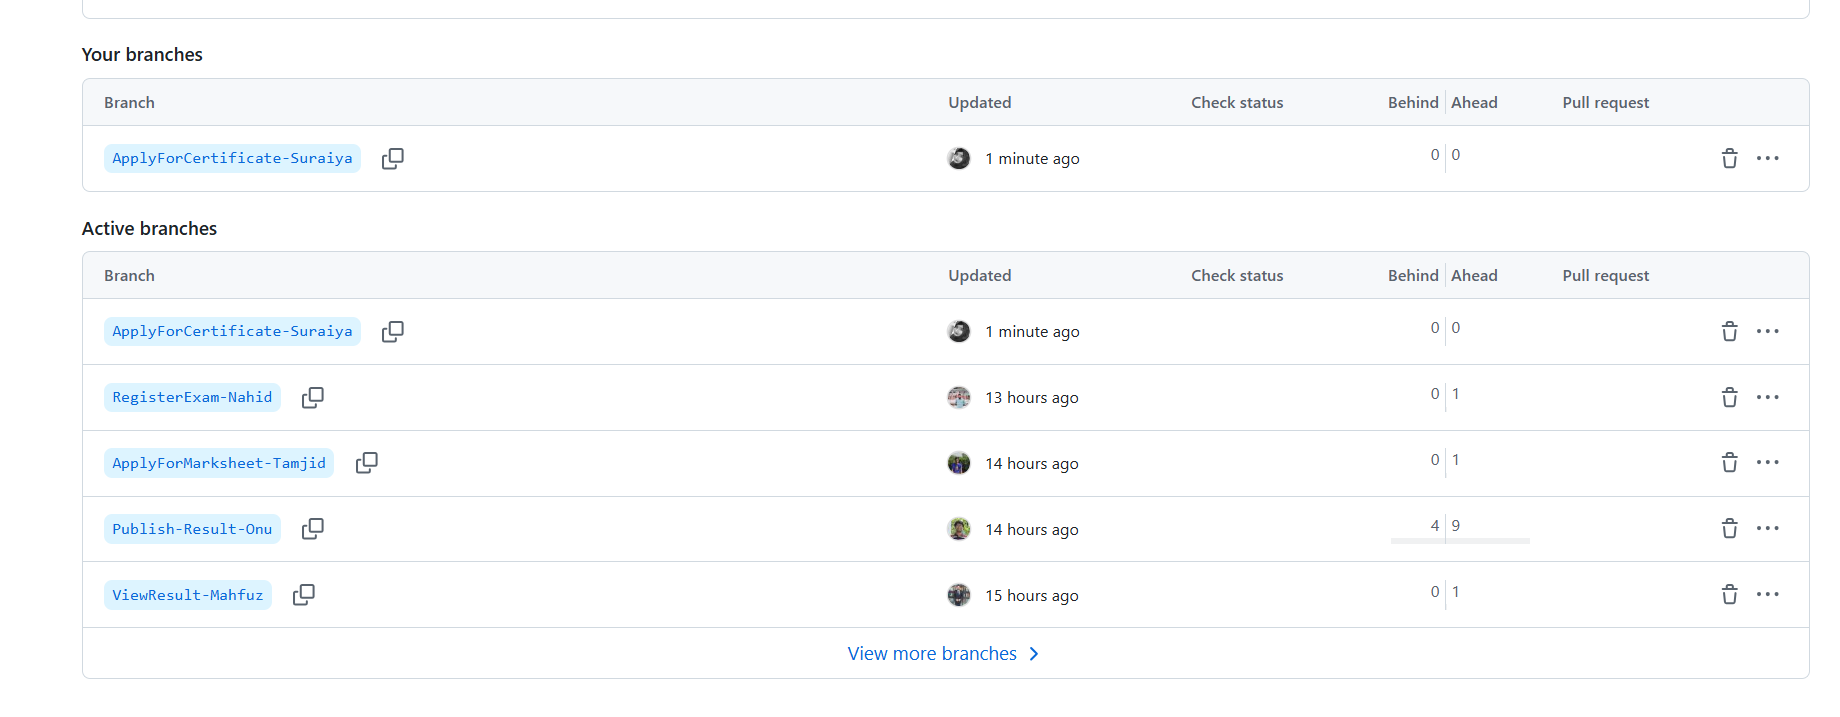 Your branches
Branch Updated Check status Behind Ahead Pull request
ApplyForCertificate-Suraiya 1 minute ago 0 0
Active branches
Branch Updated Check status Behind Ahead Pull request
ApplyForCertificate-Suraiya 1 minute ago 0 0
RegisterExam-Nahid 13 hours ago 0 1
ApplyForMarksheet-Tamjid 14 hours ago 0 1
Publish-Result-Onu 14 hours ago 4 9
ViewResult-Mahfuz 15 hours ago 0 1
View more branches